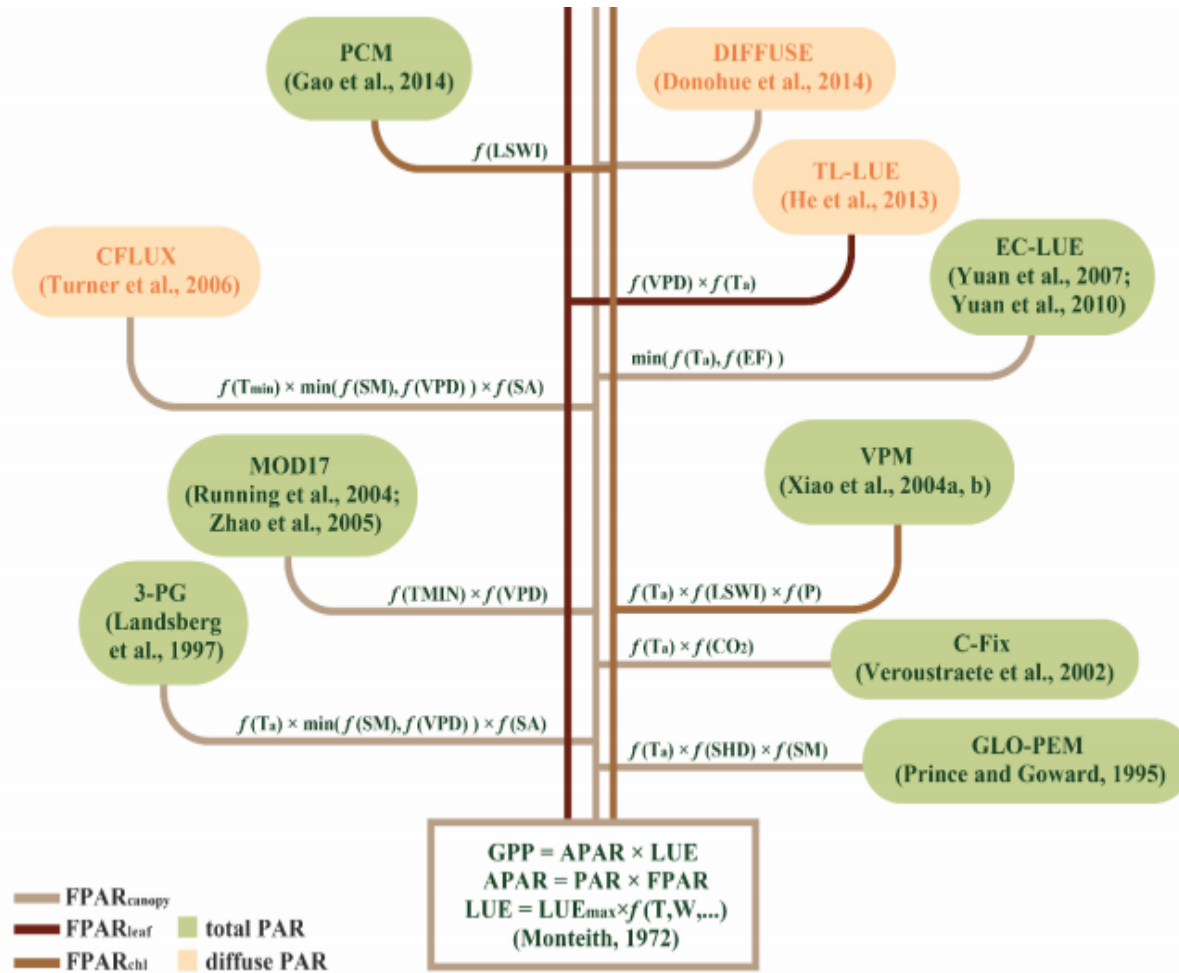 PCM
(Gao et al., 2014)
DIFFUSE
(Donohue et al., 2014)
f(LSWI)
TL-LUE
(He et al., 2013)
CFLUX
(Turner et al., 2006)
EC-LUE
(Yuan et al., 2007;
Yuan et al., 2010)
f(VPD) × f(Ta)
min( f(Ta), f(EF) )
f(Tmin) × min( f(SM), f(VPD) ) × f(SA)
MOD17
(Running et al., 2004;
Zhao et al., 2005)
VPM
(Xiao et al., 2004a, b)
3-PG
(Landsberg
et al., 1997)
f(TMIN) × f(VPD)
f(Ta) × f(LSWI) × f(P)
f(Ta) × f(CO2)
C-Fix
(Veroustraete et al., 2002)
f(Ta) × min( f(SM), f(VPD) ) × f(SA)
f(Ta) × f(SHD) × f(SM)
GLO-PEM
(Prince and Goward, 1995)
GPP = APAR × LUE
APAR = PAR × FPAR
LUE = LUEmax×f(T,W,...)
(Monteith, 1972)
FPARcanopy
FPARleaf
total PAR
FPARchl
diffuse PAR